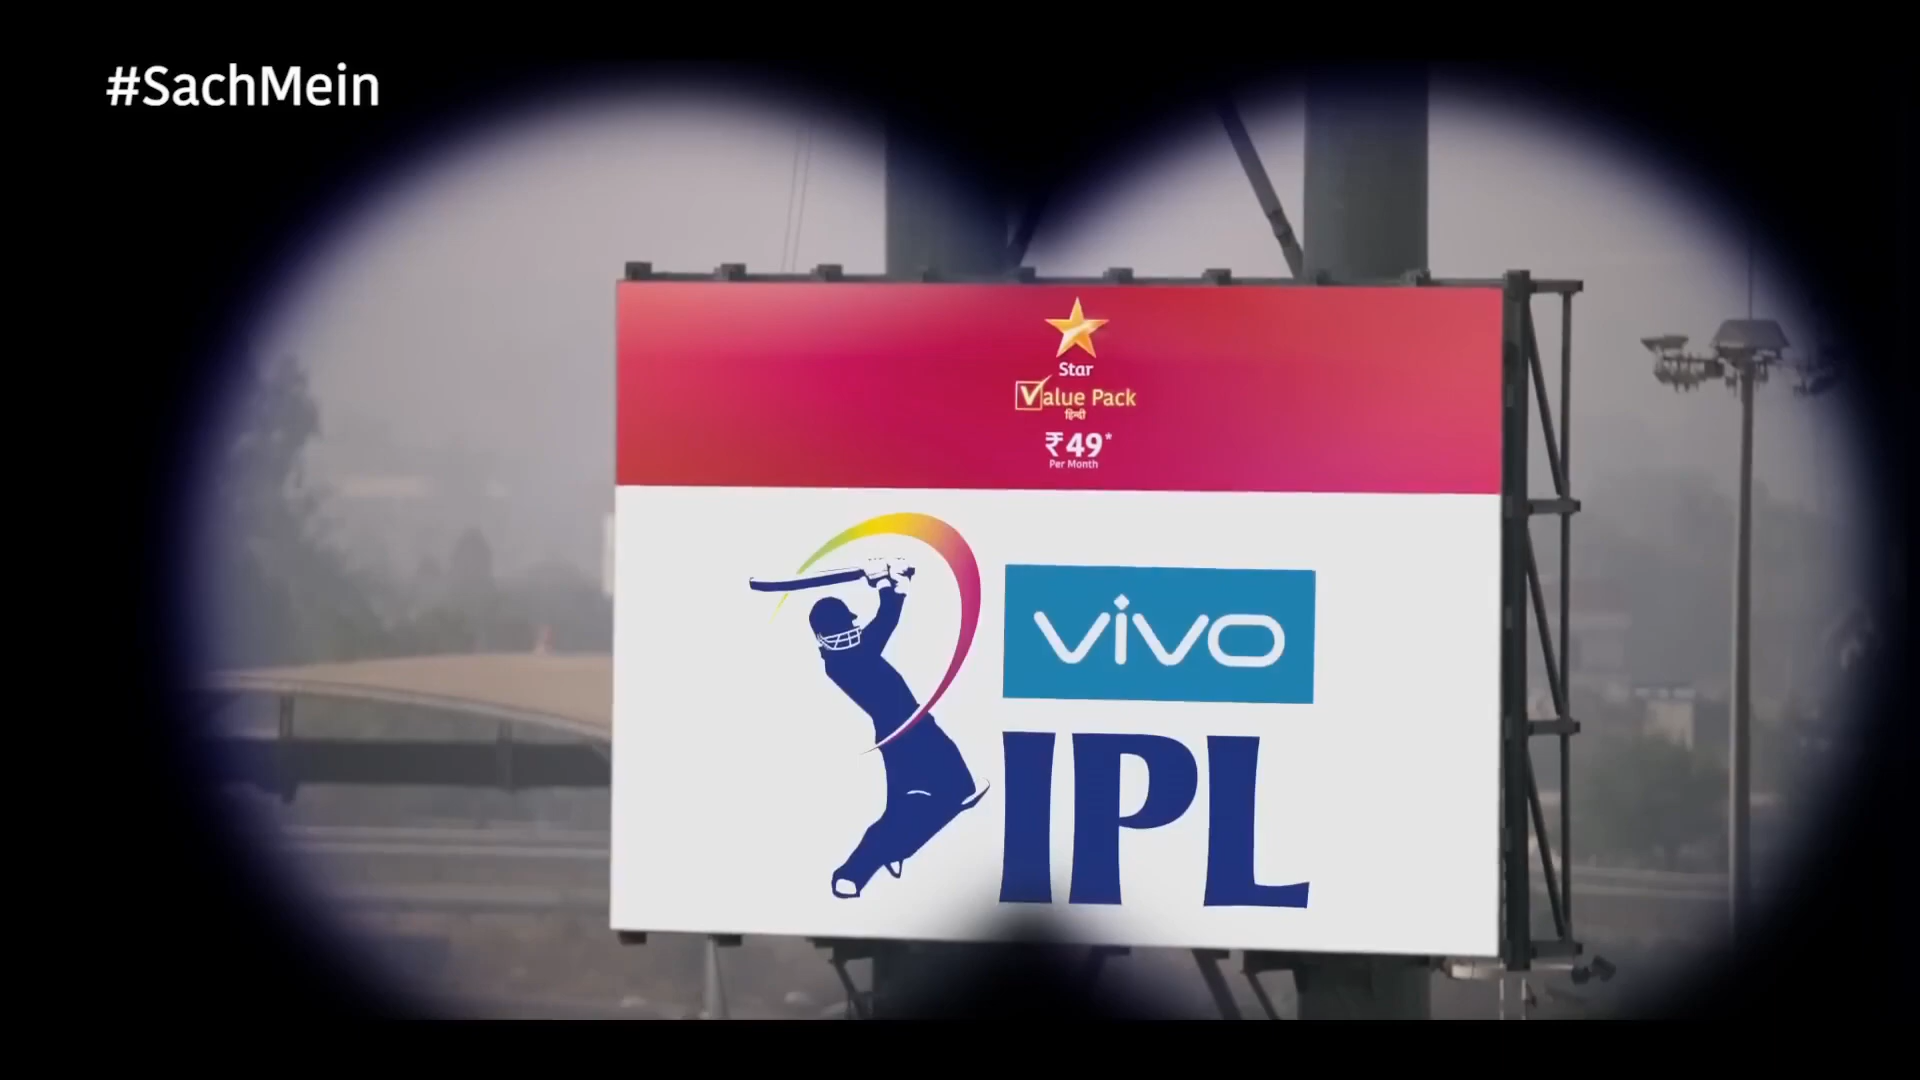 #SachMein
Star
Value Pack
हिन्दी
₹49*
Per Month
vivo
IPL